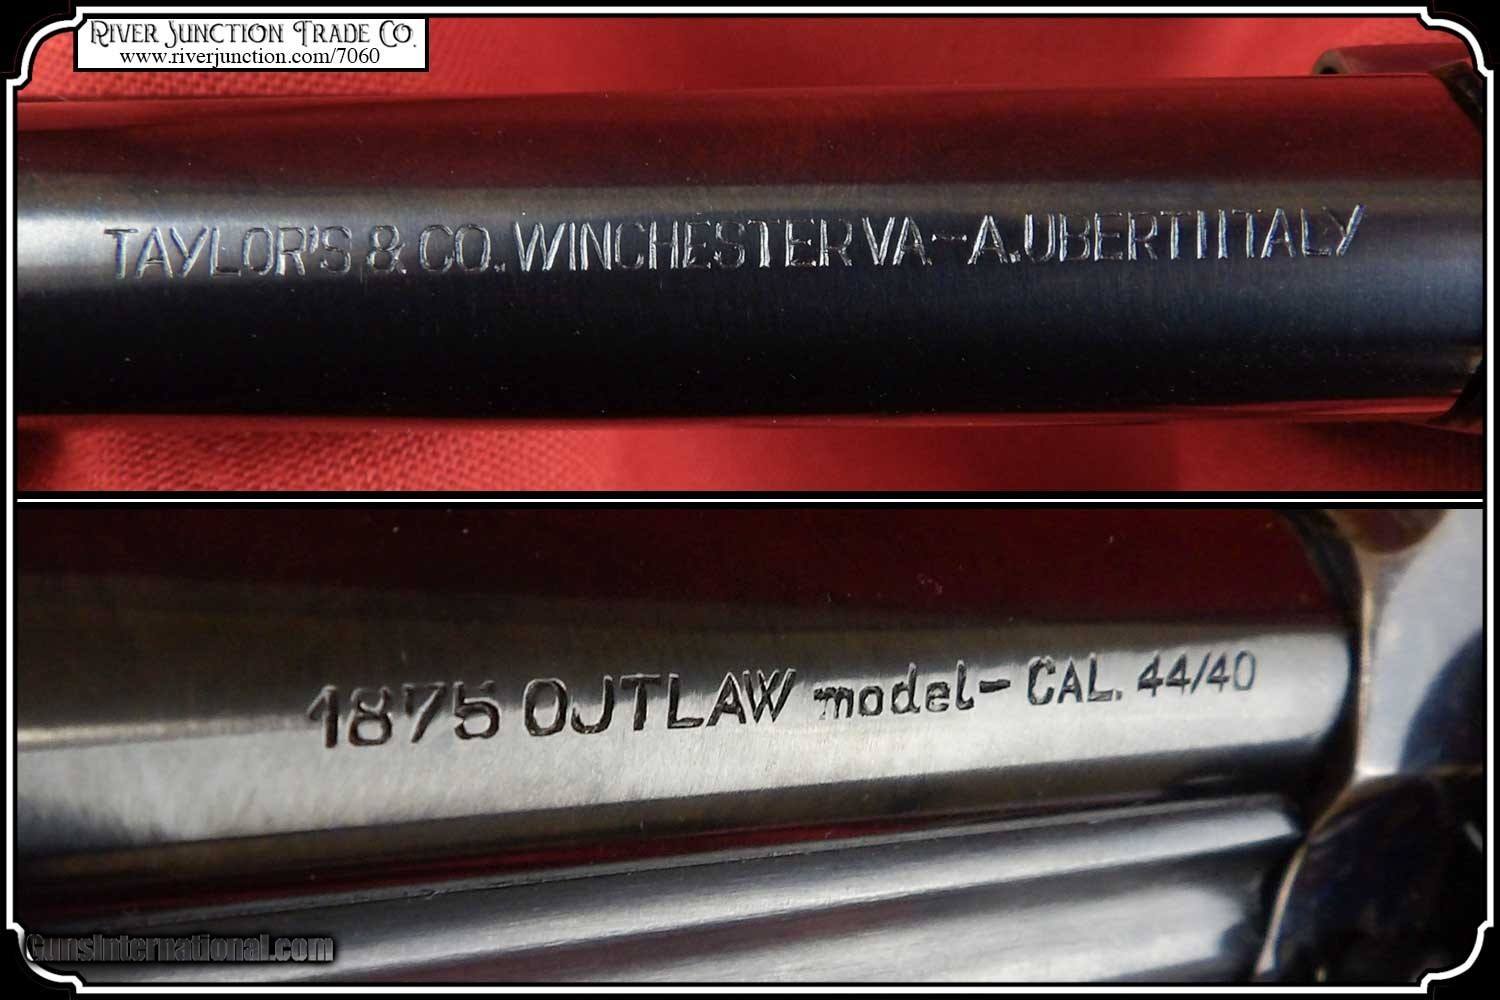 RIVER JUNCTION TRADE CO.
www.riverjunction.com/7060
TAYLOR'S & CO. WINCHESTER VA - A. UBERTI ITALY
1875 OUTLAW model - CAL. 44/40
GunsInternational.com